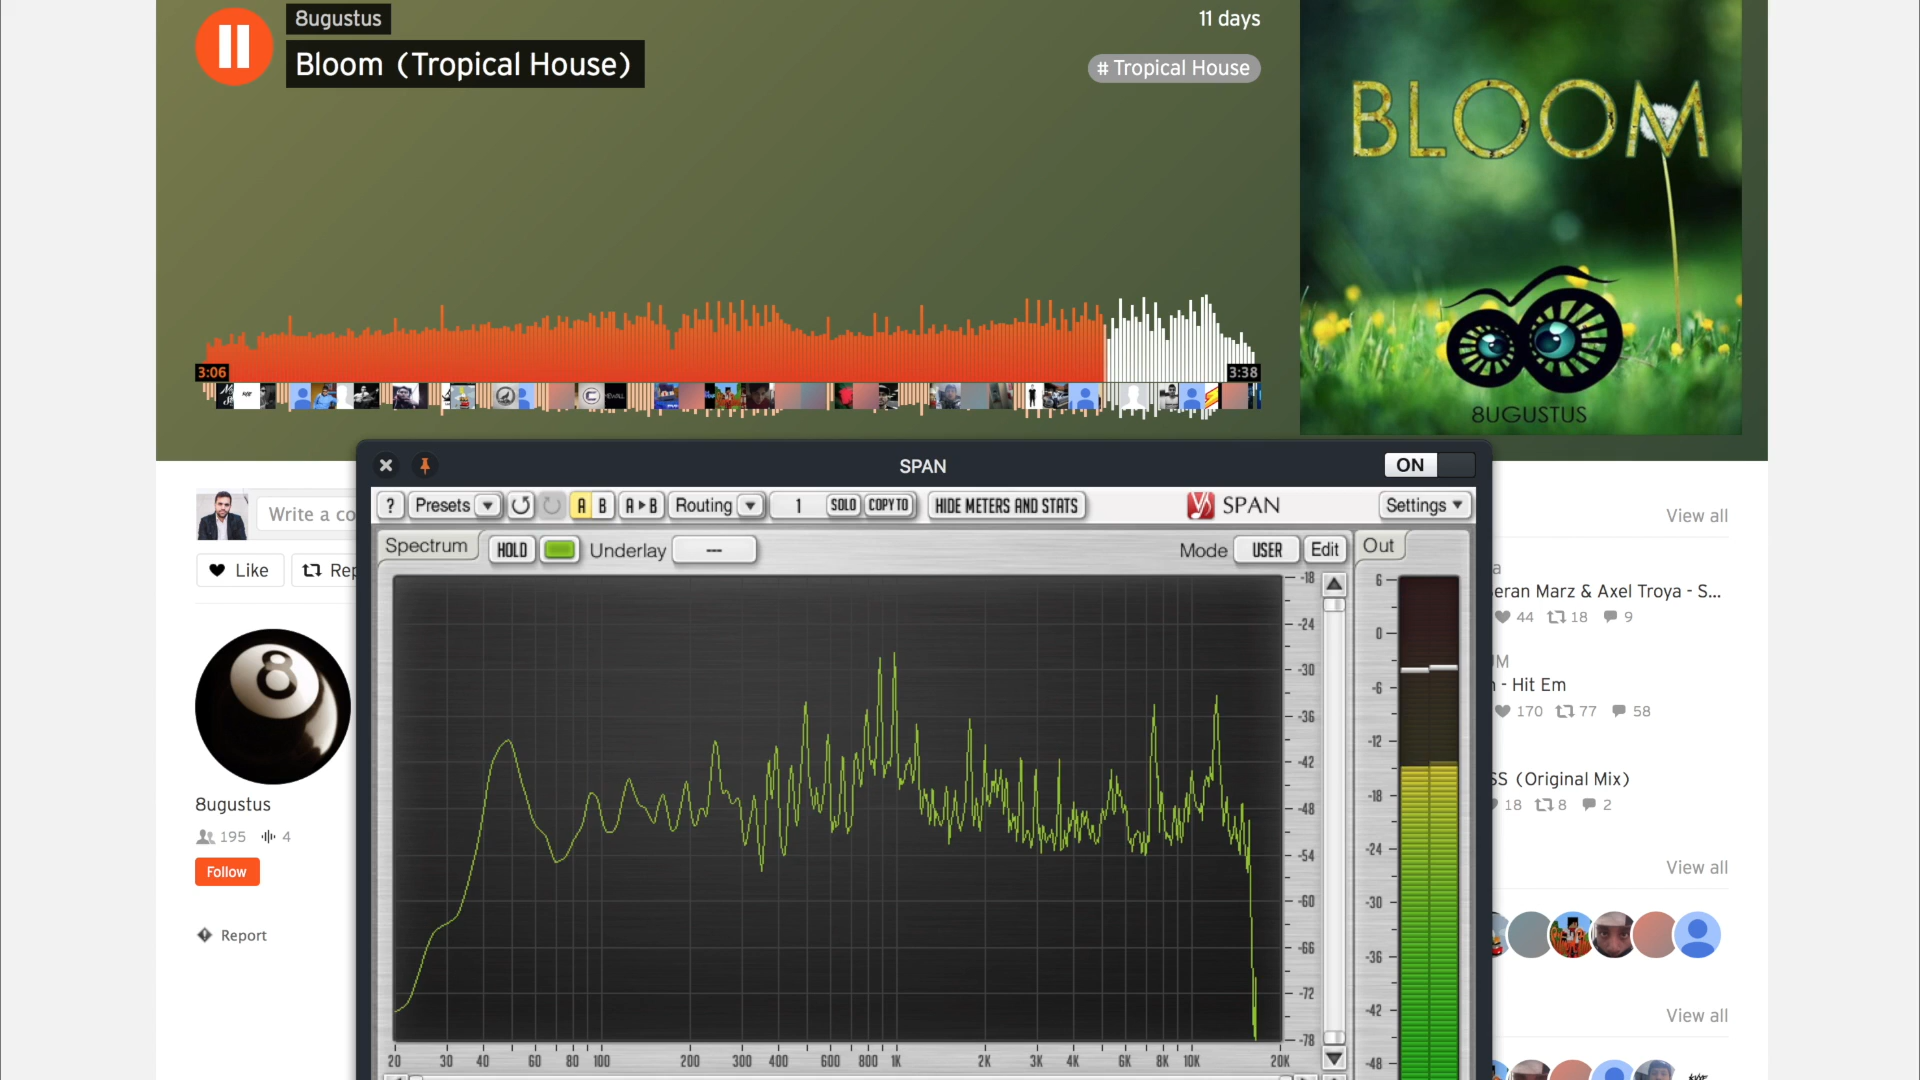 8ugustus
11 days
Bloom (Tropical House)
# Tropical House
BLOOM
8UGUSTUS
3:06
3:38
SPAN
ON
? Presets A B A▸B Routing 1 SOLO COPY TO HIDE METERS AND STATS SPAN Settings
Write a co
Spectrum HOLD Underlay --- Mode USER Edit Out
View all
Like
Rep
-18
-24
-30
-36
-42
-48
-54
-60
-66
-72
-78
6
0
-6
-12
-18
-24
-30
-36
-42
-48
20 30 40 60 80 100 200 300 400 600 800 1K 2K 3K 4K 6K 8K 10K 20K
a
eran Marz & Axel Troya - S...
44 18 9
M
- Hit Em
170 77 58
SS (Original Mix)
18 8 2
View all
View all
8
8ugustus
195 4
Follow
Report